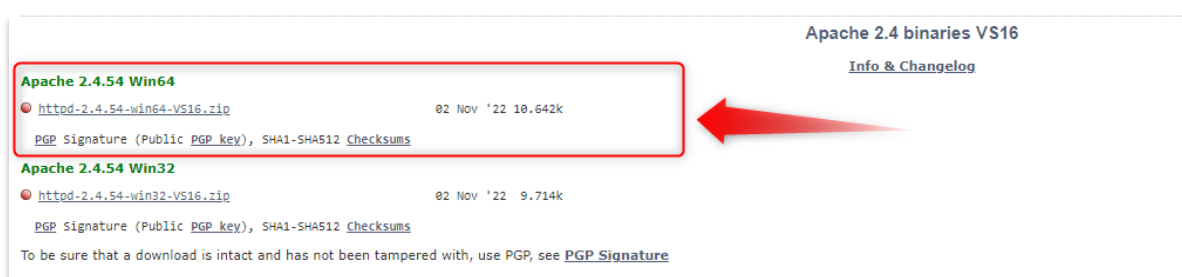 Apache 2.4 binaries VS16
Info & Changelog
Apache 2.4.54 Win64
httpd-2.4.54-win64-VS16.zip 02 Nov '22 10.642k
PGP Signature (Public PGP key), SHA1-SHA512 Checksums
Apache 2.4.54 Win32
httpd-2.4.54-win32-VS16.zip 02 Nov '22 9.714k
PGP Signature (Public PGP key), SHA1-SHA512 Checksums
To be sure that a download is intact and has not been tampered with, use PGP, see PGP Signature